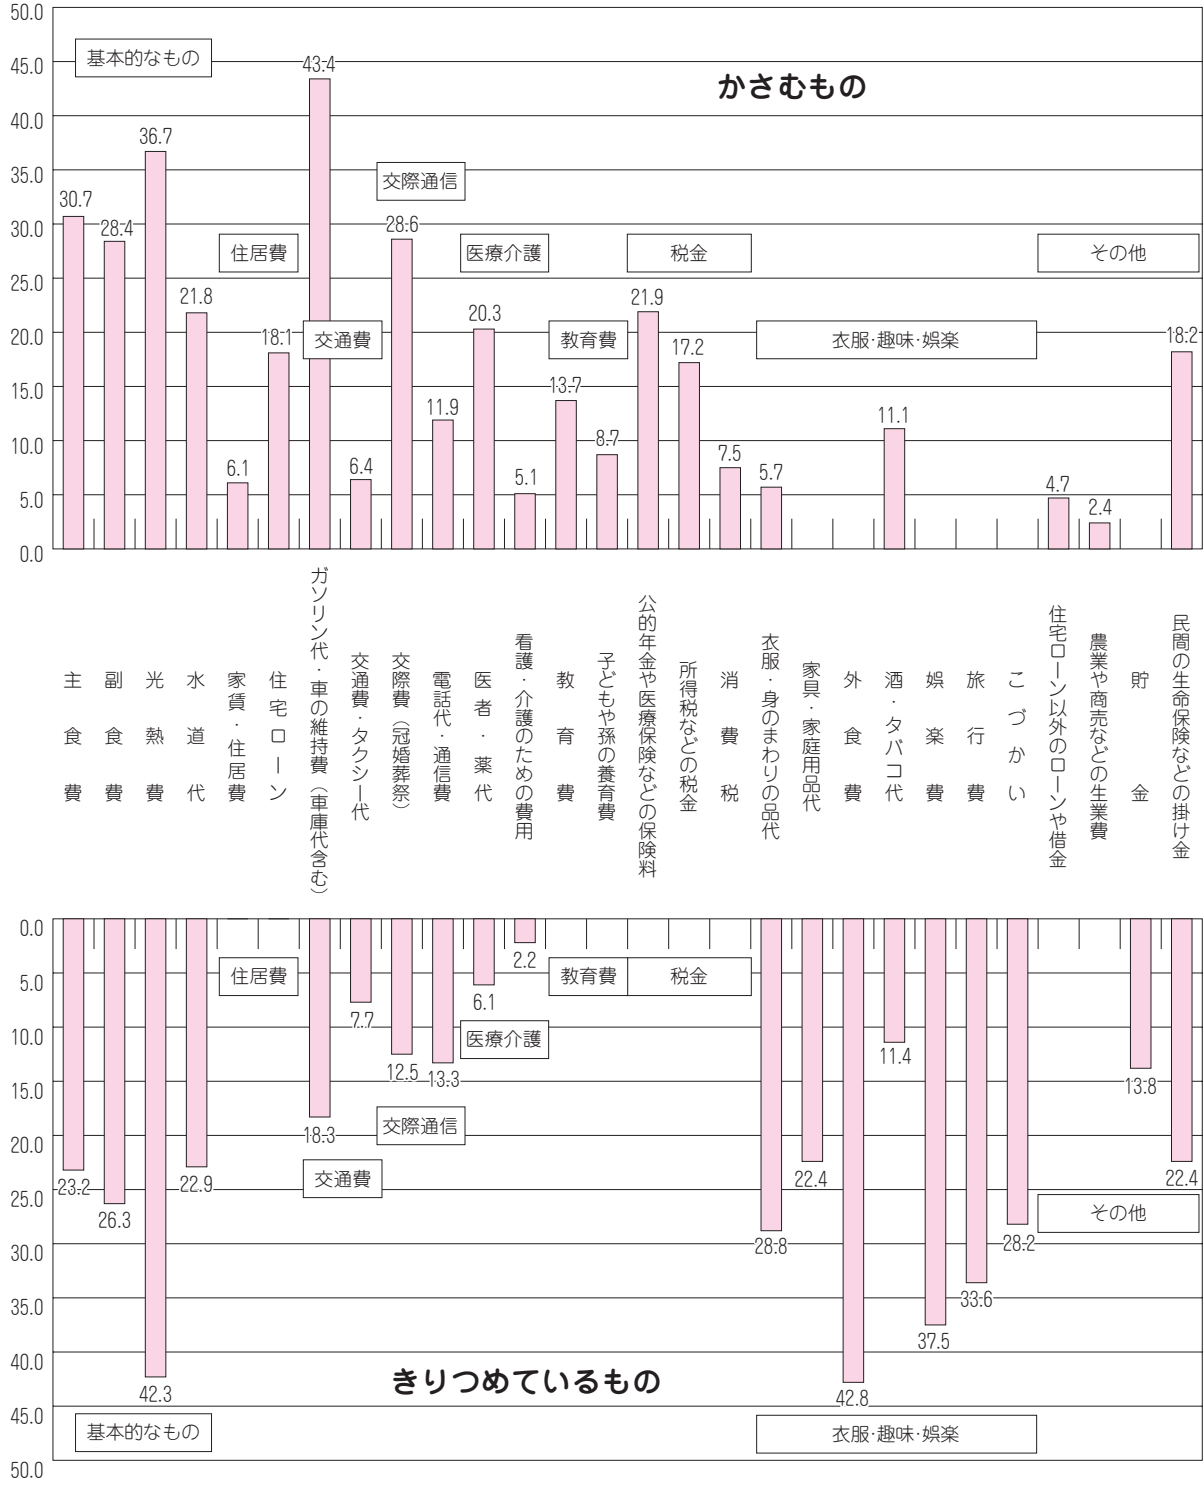 50.0
45.0
40.0
35.0
30.0
25.0
20.0
15.0
10.0
5.0
0.0
かさむもの
基本的なもの
住居費
交通費
交際通信
医療介護
教育費
税金
衣服・趣味・娯楽
その他
30.7
28.4
36.7
21.8
6.1
18.1
43.4
6.4
28.6
11.9
20.3
5.1
13.7
8.7
21.9
17.2
7.5
5.7
11.1
4.7
2.4
18.2
主食費
副食費
光熱費
水道代
家賃・住居費
住宅ローン
ガソリン代・車の維持費（車庫代含む）
交通費・タクシー代
交際費（冠婚葬祭）
電話代・通信費
医者・薬代
看護・介護のための費用
教育費
子どもや孫の養育費
公的年金や医療保険などの保険料
所得税などの税金
消費税
衣服・身のまわりの品代
家具・家庭用品代
外食費
酒・タバコ代
娯楽費
旅行費
こづかい
住宅ローン以外のローンや借金
農業や商売などの生業費
貯金
民間の生命保険などの掛け金
0.0
5.0
10.0
15.0
20.0
25.0
30.0
35.0
40.0
45.0
50.0
23.2
26.3
42.3
22.9
18.3
7.7
12.5
13.3
6.1
2.2
28.8
22.4
42.8
11.4
37.5
33.6
28.2
13.8
22.4
住居費
教育費
税金
医療介護
交際通信
交通費
その他
きりつめているもの
基本的なもの
衣服・趣味・娯楽